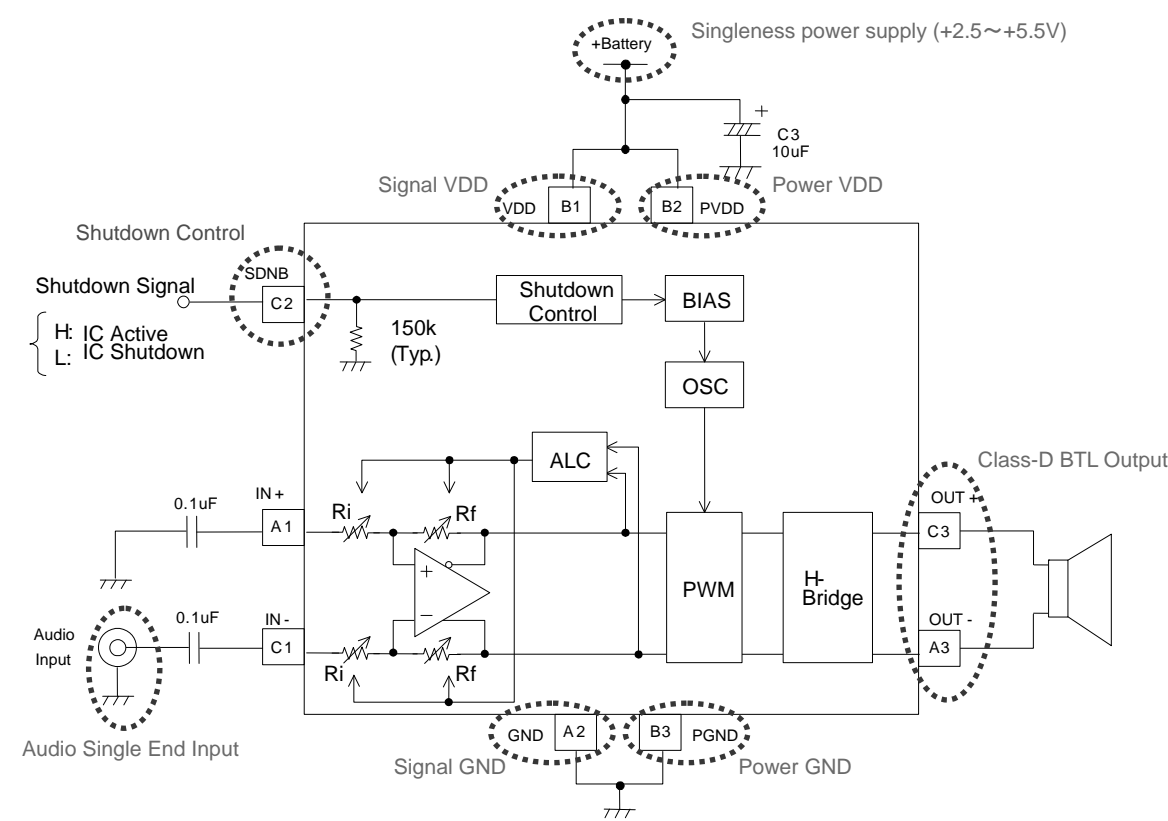 Singleness power supply (+2.5～+5.5V)
+Battery
+
C3
10uF
Signal VDD
Power VDD
VDD
B1
B2
PVDD
Shutdown Control
SDNB
Shutdown Signal
C2
H: IC Active
L: IC Shutdown
150k
(Typ.)
Shutdown
Control
BIAS
OSC
ALC
Class-D BTL Output
IN+
0.1uF
A1
Ri
Rf
OUT +
C3
+
−
PWM
H-
Bridge
IN-
0.1uF
Audio
Input
C1
Ri
Rf
OUT -
A3
Audio Single End Input
GND
A2
B3
PGND
Signal GND
Power GND